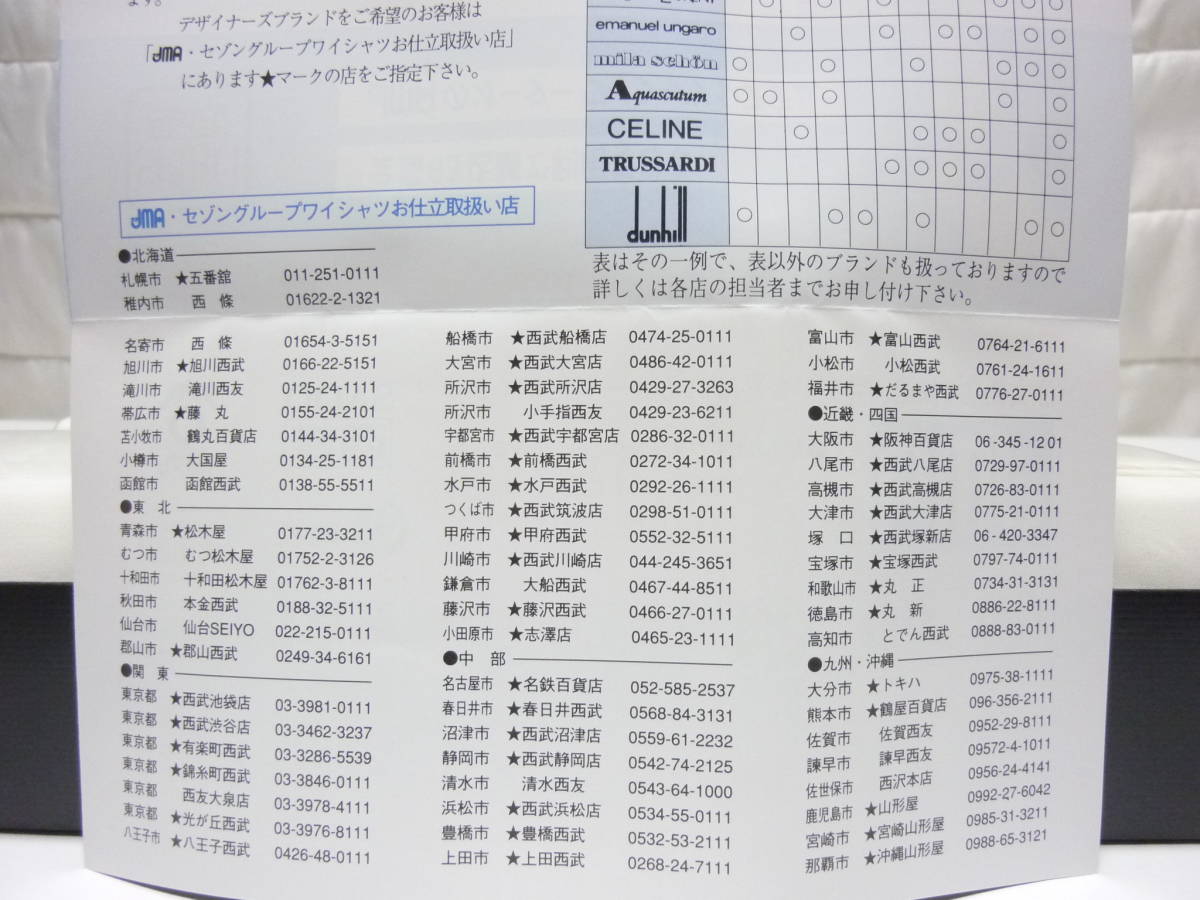 ます。
デザイナーズブランドをご希望のお客様は
「dMA・セゾングループワイシャツお仕立取扱い店」
にあります★マークの店をご指定下さい。
emanuel ungaro
mila schön
Aquascutum
CELINE
TRUSSARDI
dunhill
表はその一例で、表以外のブランドも扱っておりますので
詳しくは各店の担当者までお申し付け下さい。
dMA・セゾングループワイシャツお仕立取扱い店
●北海道
札幌市 ★五番舘 011-251-0111
稚内市 西 條 01622-2-1321
名寄市 西 條 01654-3-5151
旭川市 ★旭川西武 0166-22-5151
滝川市 滝川西友 0125-24-1111
帯広市 ★藤 丸 0155-24-2101
苫小牧市 鶴丸百貨店 0144-34-3101
小樽市 大国屋 0134-25-1181
函館市 函館西武 0138-55-5511
●東 北
青森市 ★松木屋 0177-23-3211
むつ市 むつ松木屋 01752-2-3126
十和田市 十和田松木屋 01762-3-8111
秋田市 本金西武 0188-32-5111
仙台市 仙台SEIYO 022-215-0111
郡山市 ★郡山西武 0249-34-6161
●関 東
東京都 ★西武池袋店 03-3981-0111
東京都 ★西武渋谷店 03-3462-3237
東京都 ★有楽町西武 03-3286-5539
東京都 ★錦糸町西武 03-3846-0111
東京都 西友大泉店 03-3978-4111
東京都 ★光が丘西武 03-3976-8111
八王子市 ★八王子西武 0426-48-0111
船橋市 ★西武船橋店 0474-25-0111
大宮市 ★西武大宮店 0486-42-0111
所沢市 ★西武所沢店 0429-27-3263
所沢市 小手指西友 0429-23-6211
宇都宮市 ★西武宇都宮店 0286-32-0111
前橋市 ★前橋西武 0272-34-1011
水戸市 ★水戸西武 0292-26-1111
つくば市 ★西武筑波店 0298-51-0111
甲府市 ★甲府西武 0552-32-5111
川崎市 ★西武川崎店 044-245-3651
鎌倉市 大船西武 0467-44-8511
藤沢市 ★藤沢西武 0466-27-0111
小田原市 ★志澤店 0465-23-1111
●中 部
名古屋市 ★名鉄百貨店 052-585-2537
春日井市 ★春日井西武 0568-84-3131
沼津市 ★西武沼津店 0559-61-2232
静岡市 ★西武静岡店 0542-74-2125
清水市 清水西友 0543-64-1000
浜松市 ★西武浜松店 0534-55-0111
豊橋市 ★豊橋西武 0532-53-2111
上田市 ★上田西武 0268-24-7111
富山市 ★富山西武 0764-21-6111
小松市 小松西武 0761-24-1611
福井市 ★だるまや西武 0776-27-0111
●近畿・四国
大阪市 ★阪神百貨店 06-345-1201
八尾市 ★西武八尾店 0729-97-0111
高槻市 ★西武高槻店 0726-83-0111
大津市 ★西武大津店 0775-21-0111
塚 口 ★西武塚新店 06-420-3347
宝塚市 ★宝塚西武 0797-74-0111
和歌山市 ★丸 正 0734-31-3131
徳島市 ★丸 新 0886-22-8111
高知市 とでん西武 0888-83-0111
●九州・沖縄
大分市 ★トキハ 0975-38-1111
熊本市 ★鶴屋百貨店 096-356-2111
佐賀市 佐賀西友 0952-29-8111
諫早市 諫早西友 09572-4-1011
佐世保市 西沢本店 0956-24-4141
鹿児島市 ★山形屋 0992-27-6042
宮崎市 ★宮崎山形屋 0985-31-3211
那覇市 ★沖縄山形屋 0988-65-3121